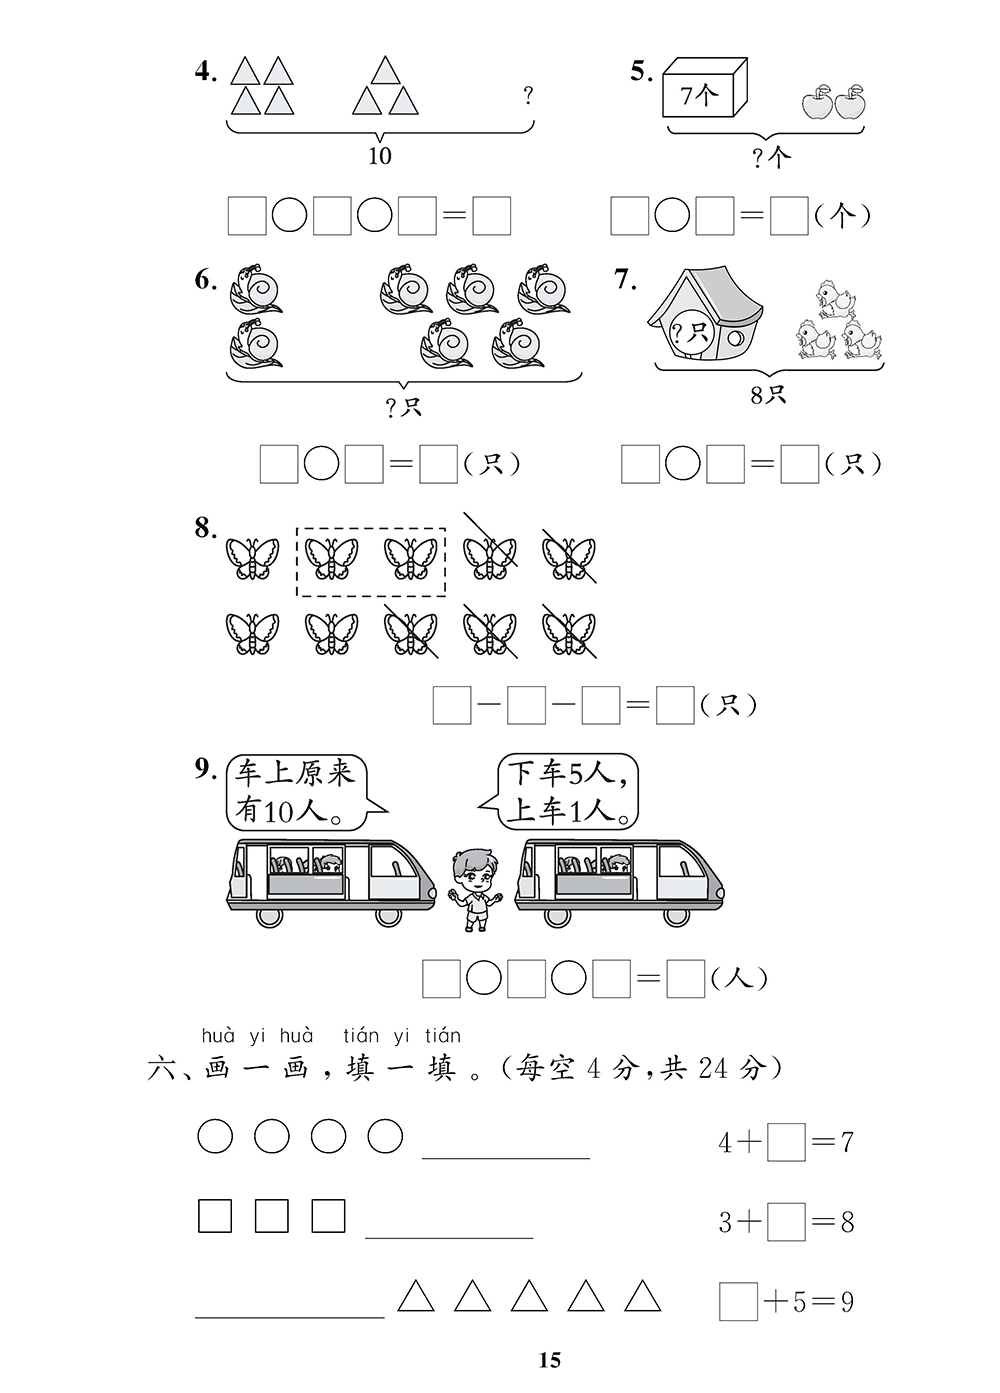 4.
?
10
□○□○□=□
5.
7个
?个
□○□=□(个)
6.
?只
□○□=□(只)
7.
?只
8只
□○□=□(只)
8.
□-□-□=□(只)
9.
车上原来
有10人。
下车5人,
上车1人。
□○□○□=□(人)
huà yi huà tián yi tián
六、画一画,填一填。(每空4分,共24分)
4+□=7
3+□=8
□+5=9
15